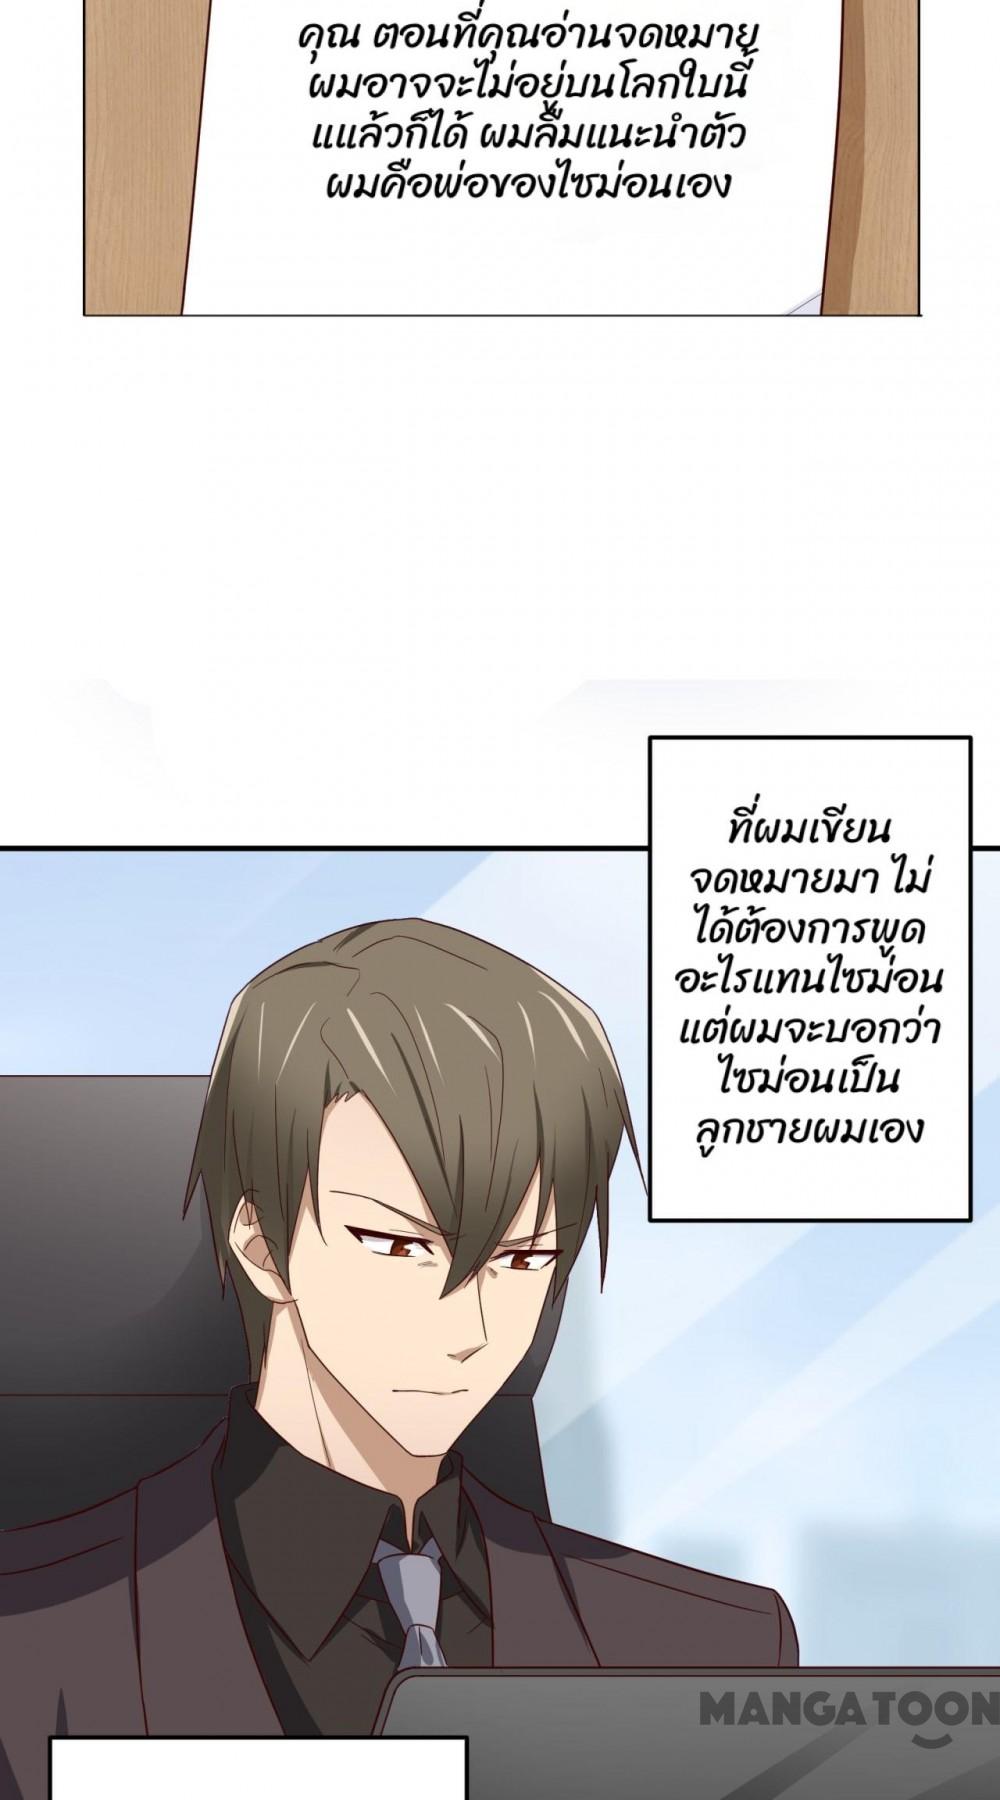 คุณ ตอนที่คุณอ่านจดหมาย
ผมอาจจะไม่อยู่บนโลกใบนี้
แแล้วก็ได้ ผมลืมแนะนำตัว
ผมคือพ่อของไซม่อนเอง
ที่ผมเขียน
จดหมายมา ไม่
ได้ต้องการพูด
อะไรแทนไซม่อน
แต่ผมจะบอกว่า
ไซม่อนเป็น
ลูกชายผมเอง
MANGATOON